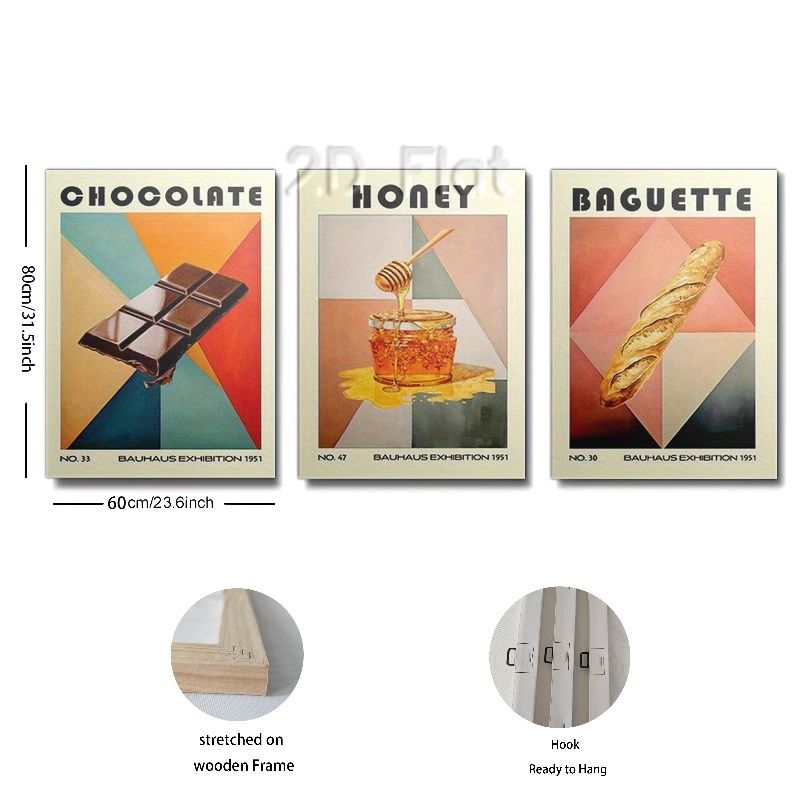 2D Flat
CHOCOLATE
HONEY
BAGUETTE
80cm/31.5inch
NO. 33 BAUHAUS EXHIBITION 1951
NO. 47 BAUHAUS EXHIBITION 1951
NO. 30 BAUHAUS EXHIBITION 1951
60cm/23.6inch
stretched on
wooden Frame
Hook
Ready to Hang